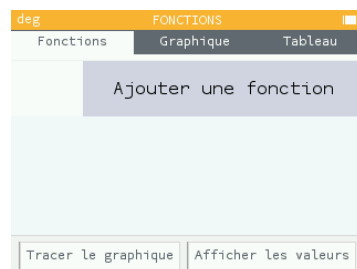 deg FONCTIONS
Fonctions Graphique Tableau
Ajouter une fonction
Tracer le graphique Afficher les valeurs